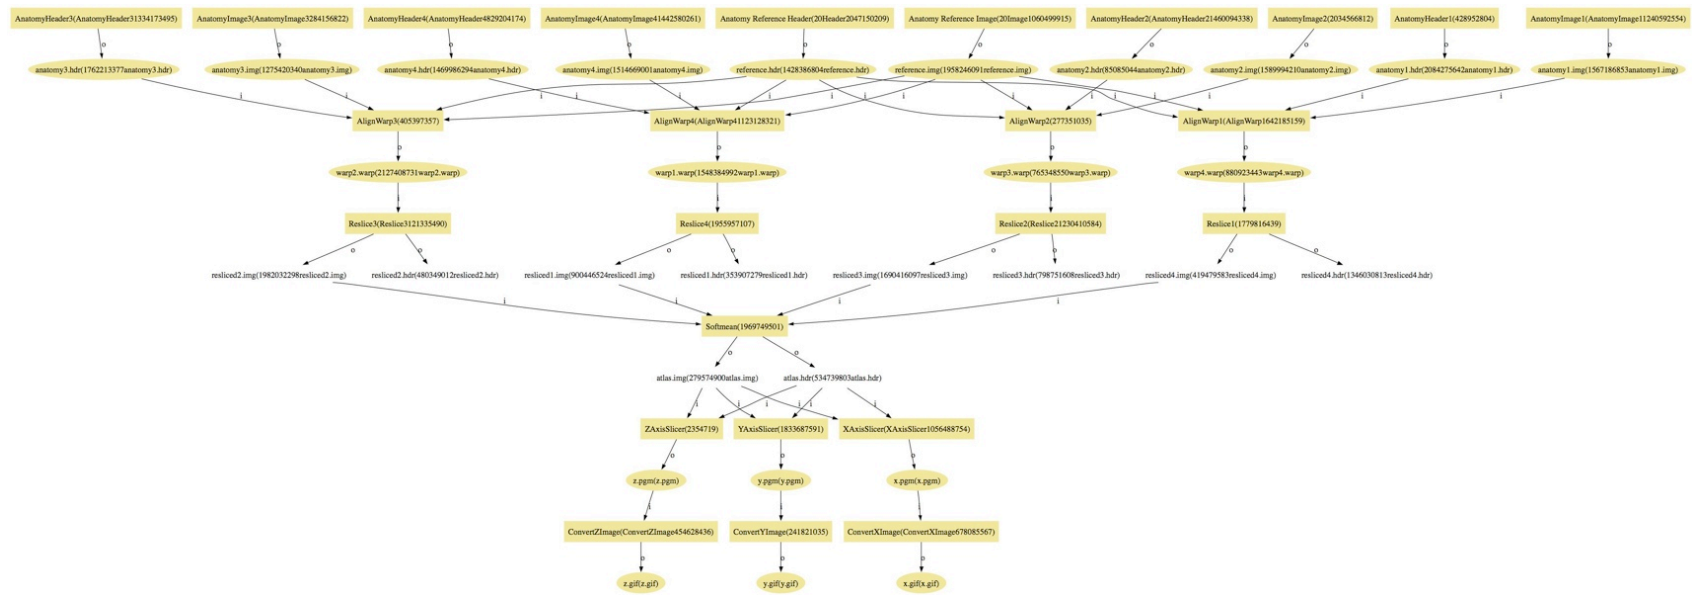 AnatomyHeader3(AnatomyHeader31334173495)
AnatomyImage3(AnatomyImage3284156822)
AnatomyHeader4(AnatomyHeader4829204174)
AnatomyImage4(AnatomyImage41442580261)
Anatomy Reference Header(20Header2047150209)
Anatomy Reference Image(20Image1060499915)
AnatomyHeader2(AnatomyHeader21460094338)
AnatomyImage2(2034566812)
AnatomyHeader1(428952804)
AnatomyImage1(AnatomyImage11240592554)
o o o o o o o o o o
anatomy3.hdr(1762213377anatomy3.hdr)
anatomy3.img(1275420340anatomy3.img)
anatomy4.hdr(1469986294anatomy4.hdr)
anatomy4.img(1514669001anatomy4.img)
reference.hdr(1428386804reference.hdr)
reference.img(1958246091reference.img)
anatomy2.hdr(85085044anatomy2.hdr)
anatomy2.img(1589994210anatomy2.img)
anatomy1.hdr(2084275642anatomy1.hdr)
anatomy1.img(1567186853anatomy1.img)
i i i i i i i i i i i i i i i i
AlignWarp3(405397357)
AlignWarp4(AlignWarp41123128321)
AlignWarp2(277351035)
AlignWarp1(AlignWarp1642185159)
o o o o
warp2.warp(2127408731warp2.warp)
warp1.warp(1548384992warp1.warp)
warp3.warp(765348550warp3.warp)
warp4.warp(880923443warp4.warp)
i i i i
Reslice3(Reslice3121335490)
Reslice4(1955957107)
Reslice2(Reslice21230410584)
Reslice1(1779816439)
o o o o o o o o
resliced2.img(1982032298resliced2.img)
resliced2.hdr(480349012resliced2.hdr)
resliced1.img(900446524resliced1.img)
resliced1.hdr(353907279resliced1.hdr)
resliced3.img(1690416097resliced3.img)
resliced3.hdr(798751608resliced3.hdr)
resliced4.img(419479583resliced4.img)
resliced4.hdr(1346030813resliced4.hdr)
i i i i
Softmean(1969749501)
o o
atlas.img(279574900atlas.img)
atlas.hdr(534739803atlas.hdr)
i i i i i i
ZAxisSlicer(2354719)
YAxisSlicer(1833687591)
XAxisSlicer(XAxisSlicer1056488754)
o o o
z.pgm(z.pgm)
y.pgm(y.pgm)
x.pgm(x.pgm)
i i i
ConvertZImage(ConvertZImage454628436)
ConvertYImage(241821035)
ConvertXImage(ConvertXImage678085567)
o o o
z.gif(z.gif)
y.gif(y.gif)
x.gif(x.gif)